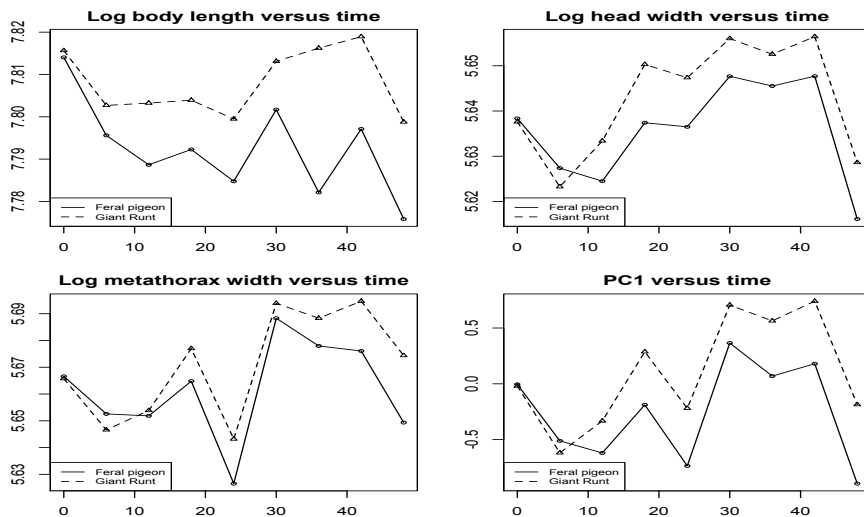 Log body length versus time
7.82
7.81
7.80
7.79
7.78
Feral pigeon
Giant Runt
0 10 20 30 40
Log head width versus time
5.65
5.64
5.63
5.62
Feral pigeon
Giant Runt
0 10 20 30 40
Log metathorax width versus time
5.69
5.67
5.65
5.63
Feral pigeon
Giant Runt
0 10 20 30 40
PC1 versus time
0.5
0.0
-0.5
Feral pigeon
Giant Runt
0 10 20 30 40